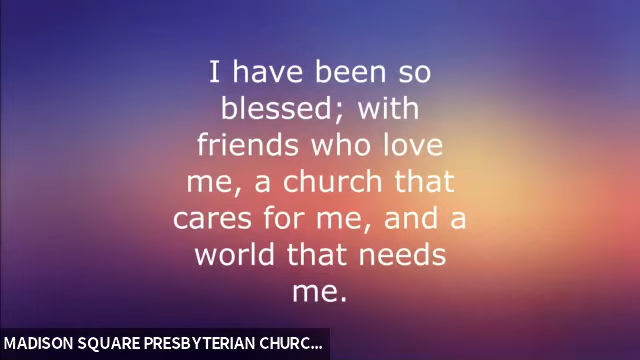 I have been so
blessed; with
friends who love
me, a church that
cares for me, and a
world that needs
me.
MADISON SQUARE PRESBYTERIAN CHURC...